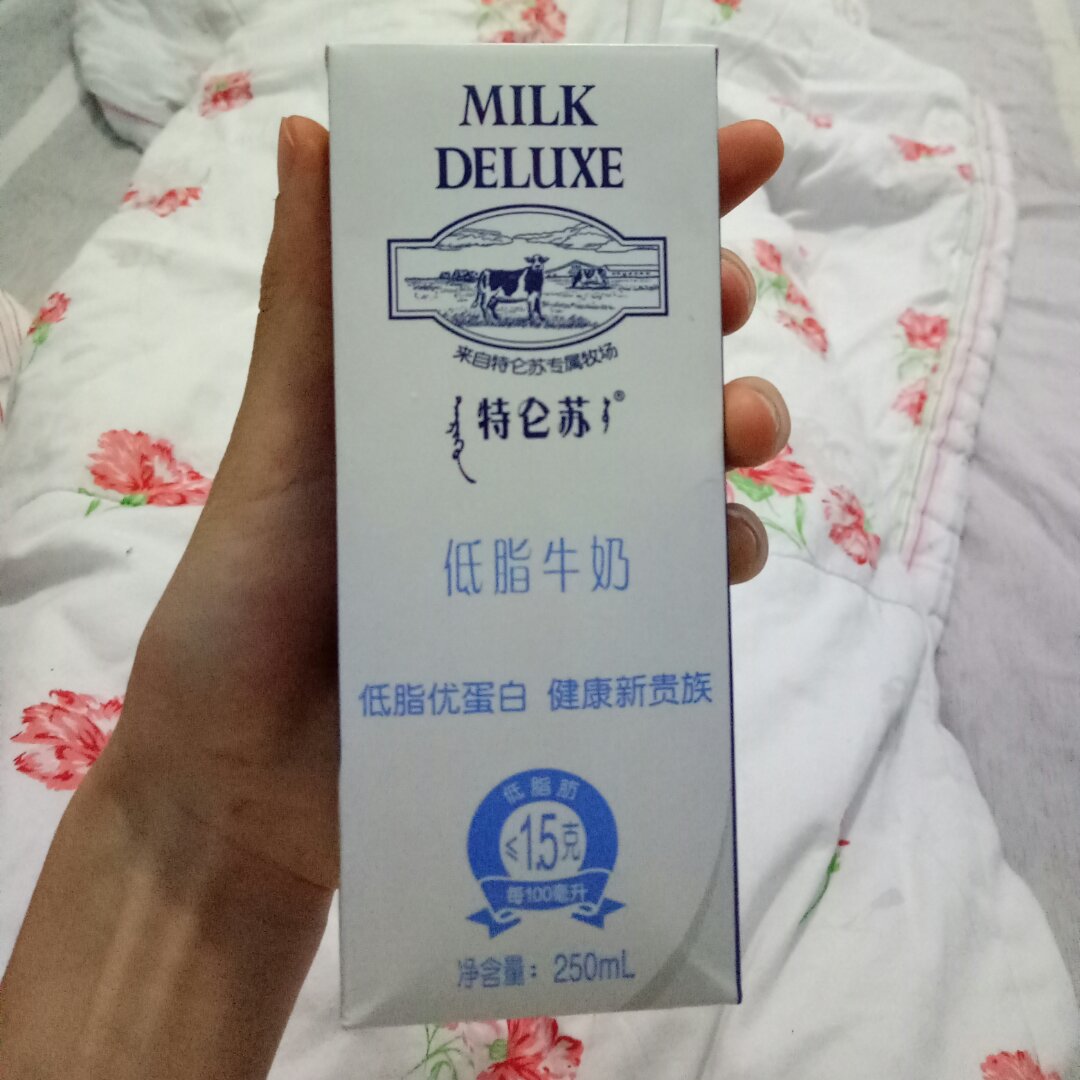 MILK
DELUXE
来自特仑苏专属牧场
特仑苏®
低脂牛奶
低脂优蛋白 健康新贵族
低脂肪
≤1.5克
每100毫升
净含量：250mL